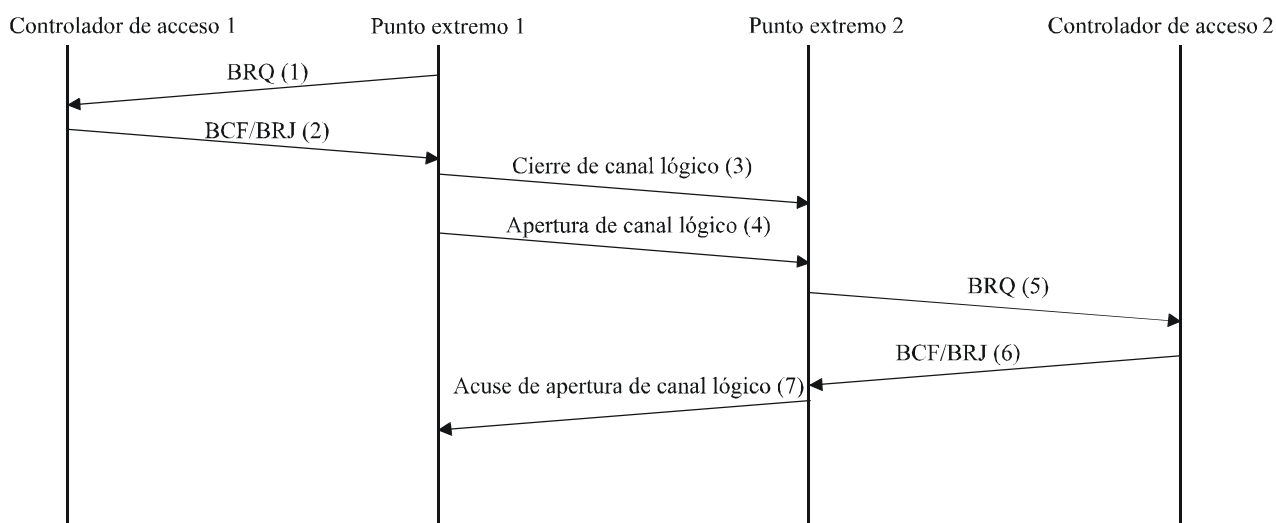 Controlador de acceso 1
Punto extremo 1
Punto extremo 2
Controlador de acceso 2
BRQ (1)
BCF/BRJ (2)
Cierre de canal lógico (3)
Apertura de canal lógico (4)
BRQ (5)
BCF/BRJ (6)
Acuse de apertura de canal lógico (7)